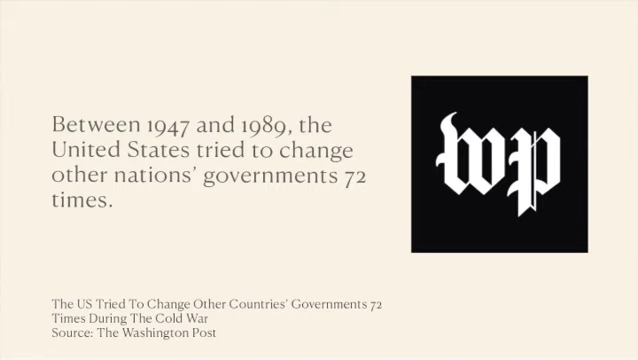 Between 1947 and 1989, the
United States tried to change
other nations' governments 72
times.
wp
The US Tried To Change Other Countries' Governments 72
Times During The Cold War
Source: The Washington Post